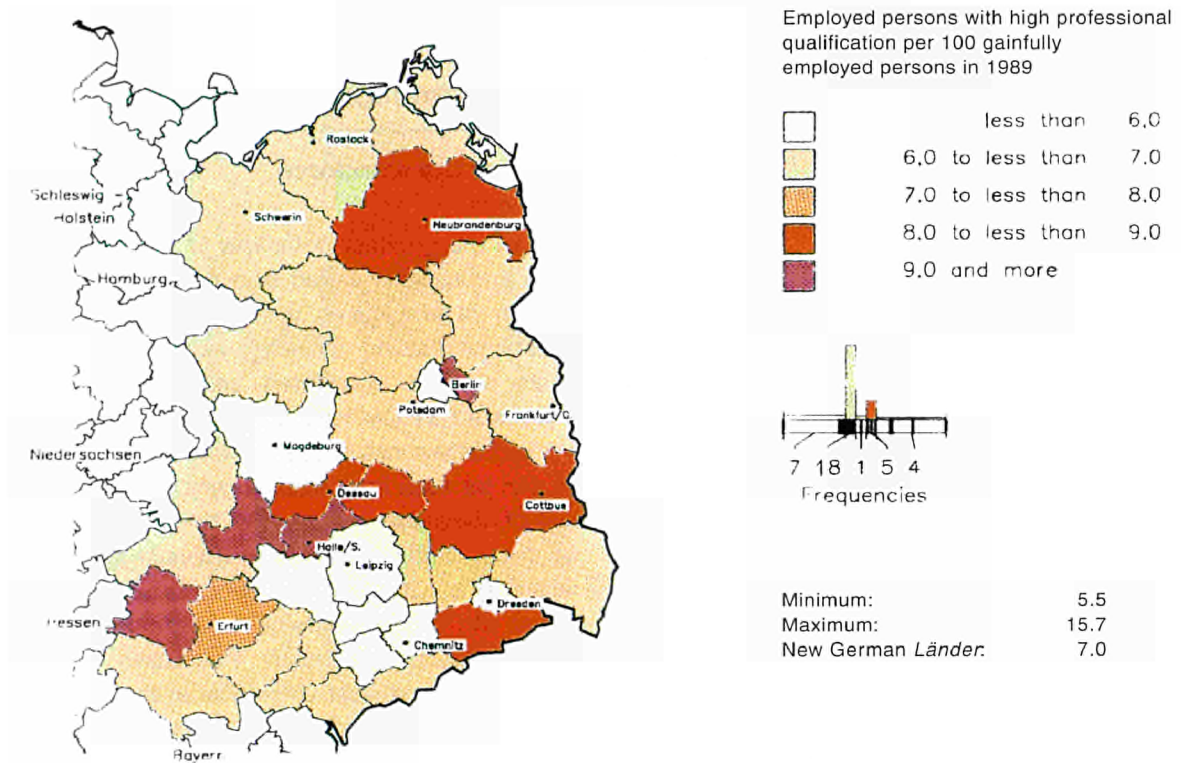 Employed persons with high professional
qualification per 100 gainfully
employed persons in 1989
less than 6,0
6,0 to less than 7.0
7.0 to less than 8.0
8.0 to less than 9.0
9.0 and more
7 18 1 5 4
Frequencies
Minimum: 5.5
Maximum: 15.7
New German Länder: 7.0
Rostock
Schleswig
Holstein
Schwerin
Neubrandenburg
Hamburg
Berlin
Potsdam
Frankfurt/O.
Magdeburg
Niedersachsen
Dessau
Cottbus
Halle/S.
Leipzig
Dresden
Hessen
Erfurt
Chemnitz
Bayern